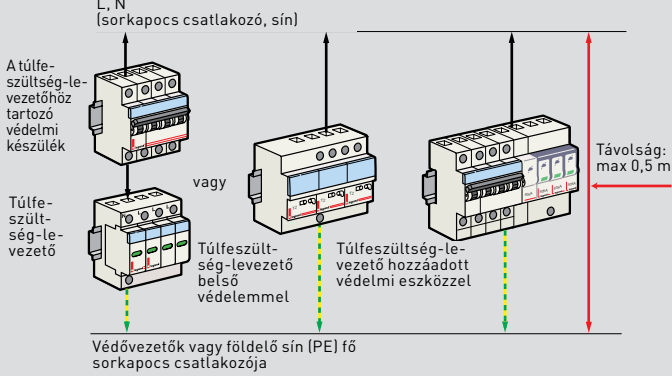 L, N
(sorkapocs csatlakozó, sín)
A túlfe-
szültség-le-
vezetőhöz
tartozó
védelmi
készülék
Túlfe-
szült-
ség-le-
vezető
vagy
Túlfeszült-
ség-levezető
belső
védelemmel
Túlfeszültség-le-
vezető hozzáadott
védelmi eszközzel
Távolság:
max 0,5 m
Védővezetők vagy földelő sín (PE) fő
sorkapocs csatlakozója